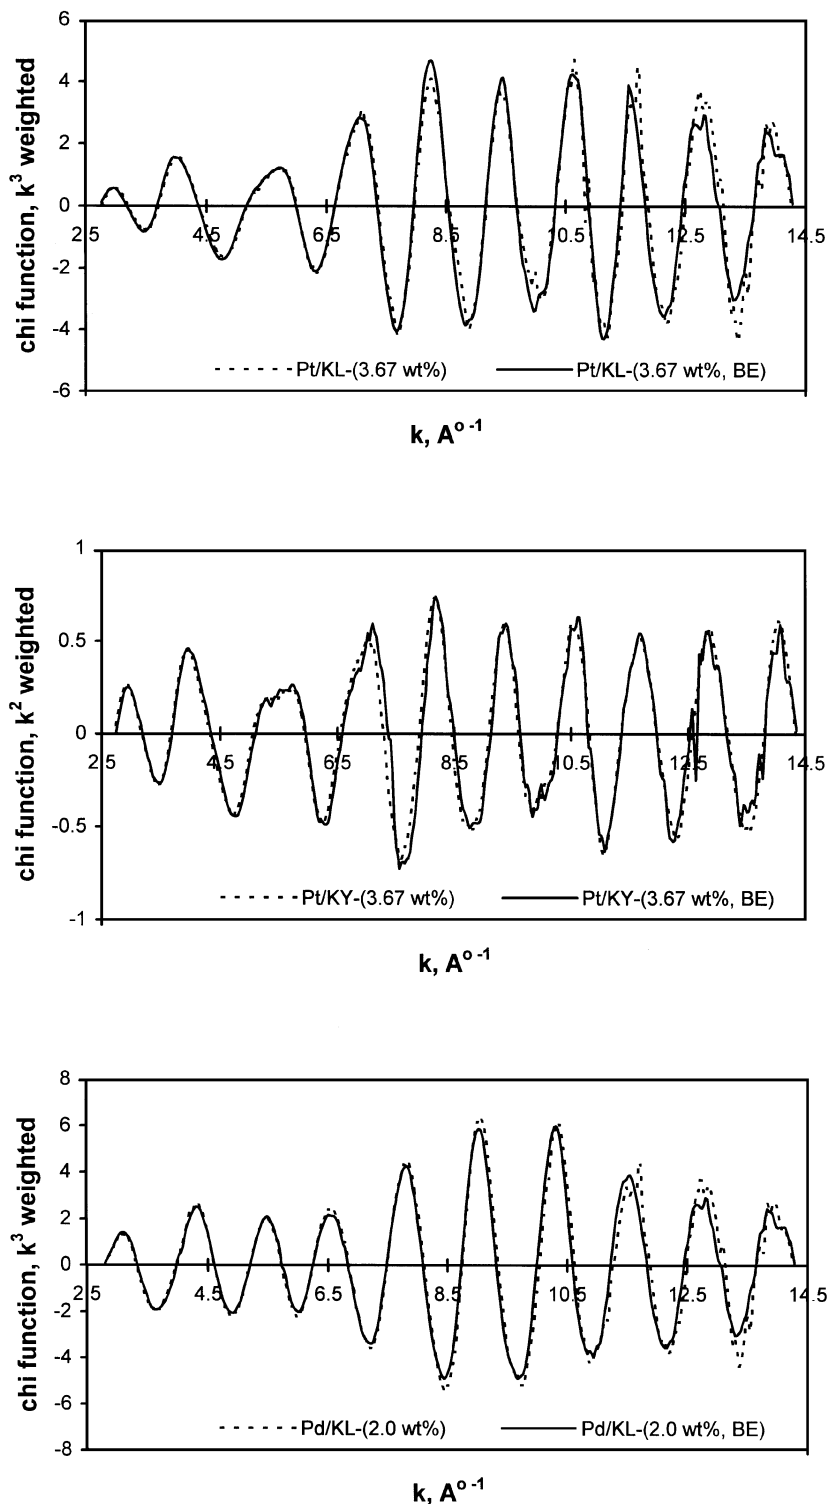 chi function, k³ weighted
6
4
2
0
-2
-4
-6
2.5 4.5 6.5 8.5 10.5 12.5 14.5
Pt/KL-(3.67 wt%) Pt/KL-(3.67 wt%, BE)
k, Aº ⁻¹
chi function, k² weighted
1
0.5
0
-0.5
-1
2.5 4.5 6.5 8.5 10.5 12.5 14.5
Pt/KY-(3.67 wt%) Pt/KY-(3.67 wt%, BE)
k, Aº ⁻¹
chi function, k³ weighted
8
6
4
2
0
-2
-4
-6
-8
2.5 4.5 6.5 8.5 10.5 12.5 14.5
Pd/KL-(2.0 wt%) Pd/KL-(2.0 wt%, BE)
k, Aº ⁻¹